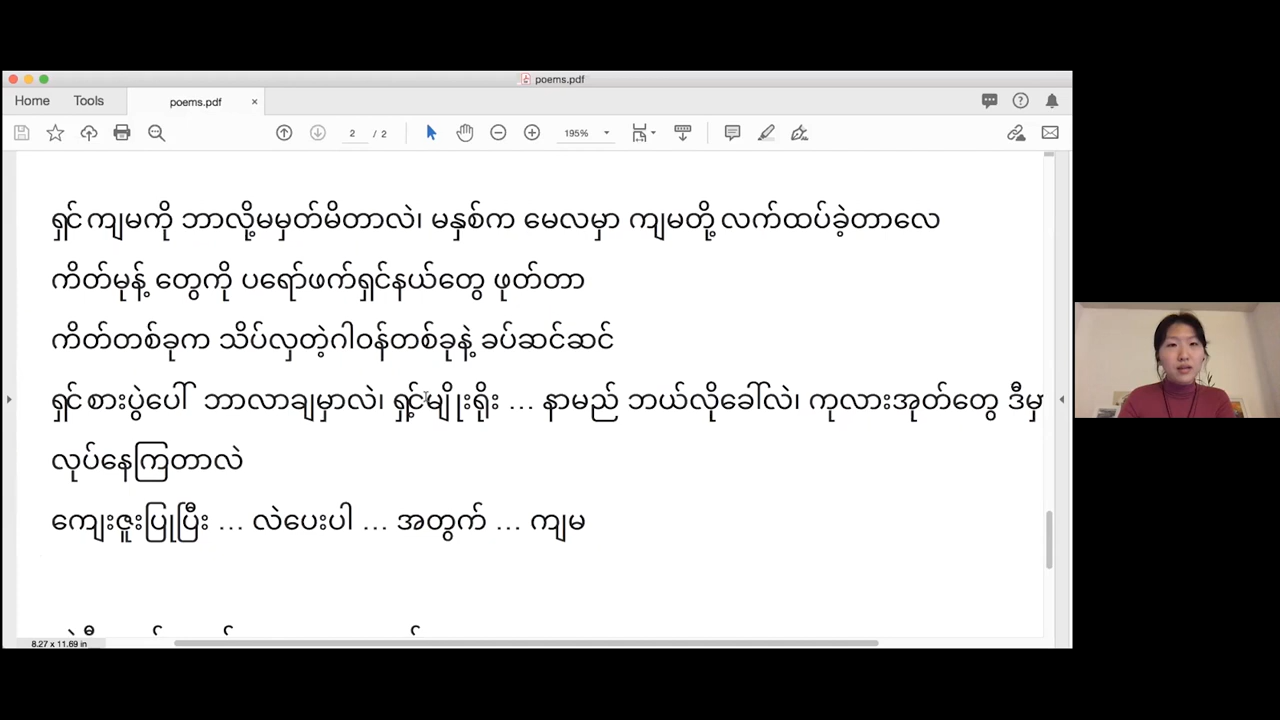 poems.pdf
Home Tools poems.pdf ×
2 / 2 195%
ရှင် ကျမကို ဘာလို့မမှတ်မိတာလဲ၊ မနှစ်က မေလမှာ ကျမတို့ လက်ထပ်ခဲ့တာလေ
ကိတ်မုန့် တွေကို ပရော်ဖက်ရှင်နယ်တွေ ဖုတ်တာ
ကိတ်တစ်ခုက သိပ်လှတဲ့ဂါဝန်တစ်ခုနဲ့ ခပ်ဆင်ဆင်
ရှင် စားပွဲပေါ် ဘာလာချမှာလဲ၊ ရှင့်မျိုးရိုး … နာမည် ဘယ်လိုခေါ်လဲ၊ ကုလားအုတ်တွေ ဒီမှာ
လုပ်နေကြတာလဲ
ကျေးဇူးပြုပြီး … လဲပေးပါ … အတွက် … ကျမ
8.27 x 11.69 in